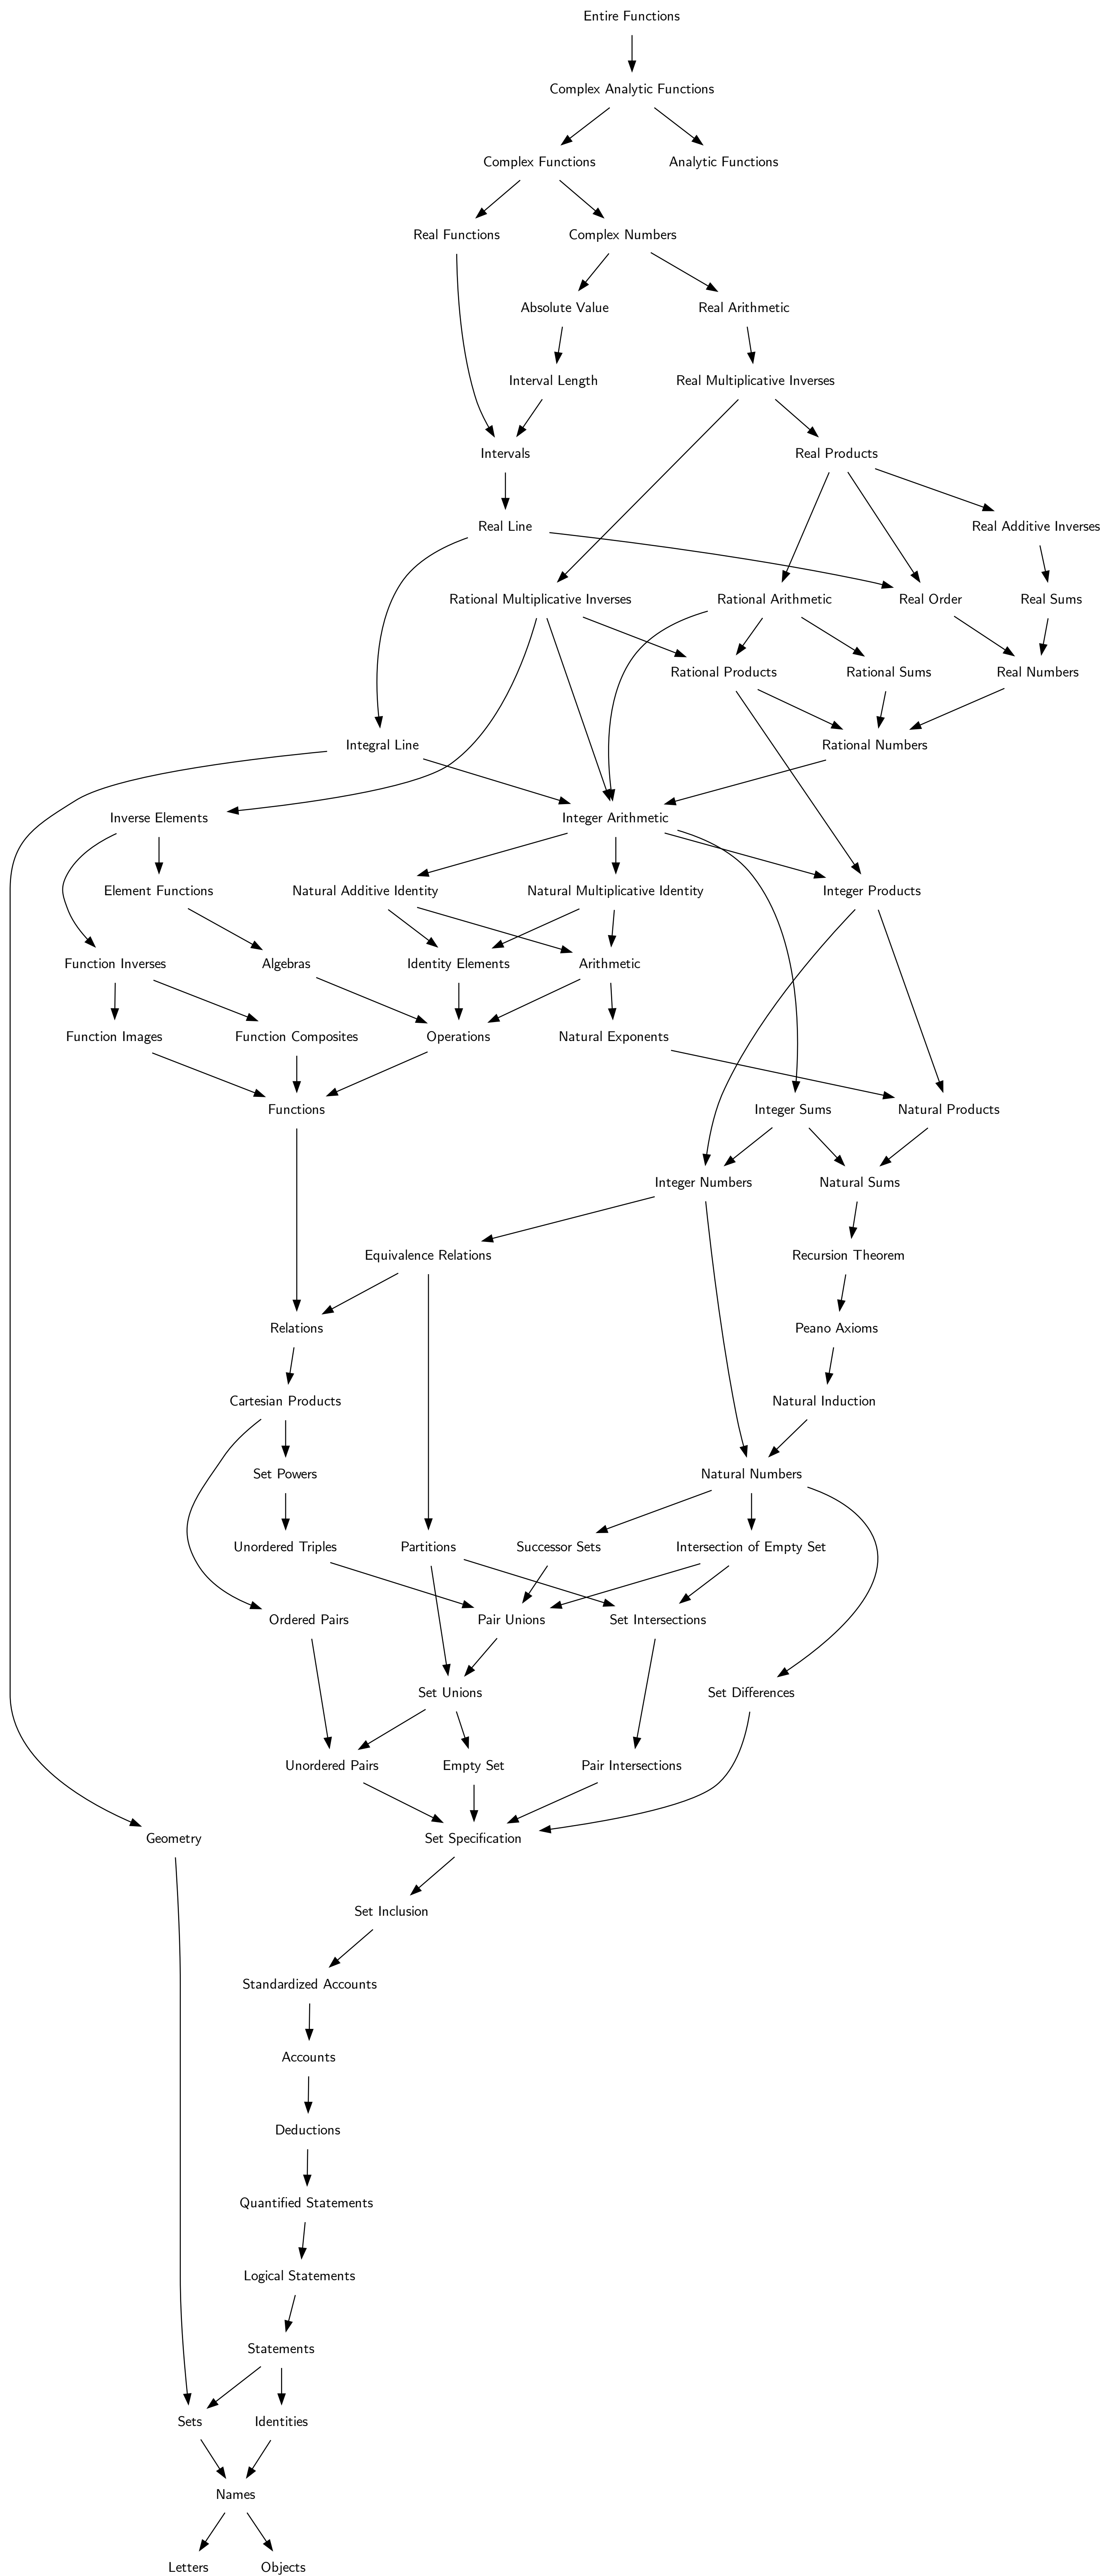 Entire Functions
Complex Analytic Functions
Complex Functions
Analytic Functions
Real Functions
Complex Numbers
Absolute Value
Real Arithmetic
Interval Length
Real Multiplicative Inverses
Intervals
Real Products
Real Line
Real Additive Inverses
Rational Multiplicative Inverses
Rational Arithmetic
Real Order
Real Sums
Rational Products
Rational Sums
Real Numbers
Integral Line
Rational Numbers
Inverse Elements
Integer Arithmetic
Element Functions
Natural Additive Identity
Natural Multiplicative Identity
Integer Products
Function Inverses
Algebras
Identity Elements
Arithmetic
Function Images
Function Composites
Operations
Natural Exponents
Functions
Integer Sums
Natural Products
Integer Numbers
Natural Sums
Equivalence Relations
Recursion Theorem
Relations
Peano Axioms
Cartesian Products
Natural Induction
Set Powers
Natural Numbers
Unordered Triples
Partitions
Successor Sets
Intersection of Empty Set
Ordered Pairs
Pair Unions
Set Intersections
Set Unions
Set Differences
Unordered Pairs
Empty Set
Pair Intersections
Geometry
Set Specification
Set Inclusion
Standardized Accounts
Accounts
Deductions
Quantified Statements
Logical Statements
Statements
Sets
Identities
Names
Letters
Objects